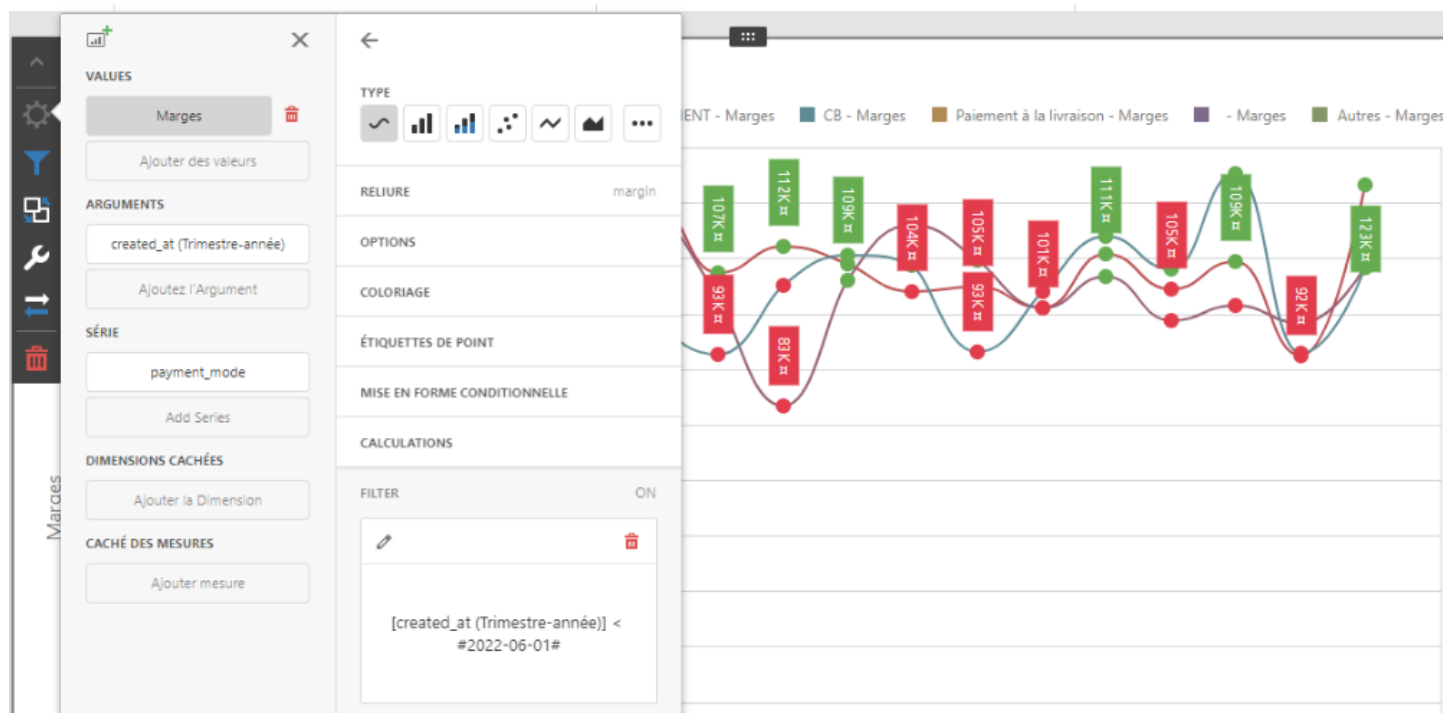 VALUES
Marges
Ajouter des valeurs
ARGUMENTS
created_at (Trimestre-année)
Ajoutez l'Argument
SÉRIE
payment_mode
Add Series
DIMENSIONS CACHÉES
Ajouter la Dimension
CACHÉ DES MESURES
Ajouter mesure
TYPE
RELIURE margin
OPTIONS
COLORIAGE
ÉTIQUETTES DE POINT
MISE EN FORME CONDITIONNELLE
CALCULATIONS
FILTER ON
[created_at (Trimestre-année)] <
#2022-06-01#
Marges
ENT - Marges CB - Marges Paiement à la livraison - Marges - Marges Autres - Marges
107K ¤
93K ¤
112K ¤
83K ¤
109K ¤
104K ¤
105K ¤
93K ¤
101K ¤
111K ¤
105K ¤
109K ¤
92K ¤
123K ¤